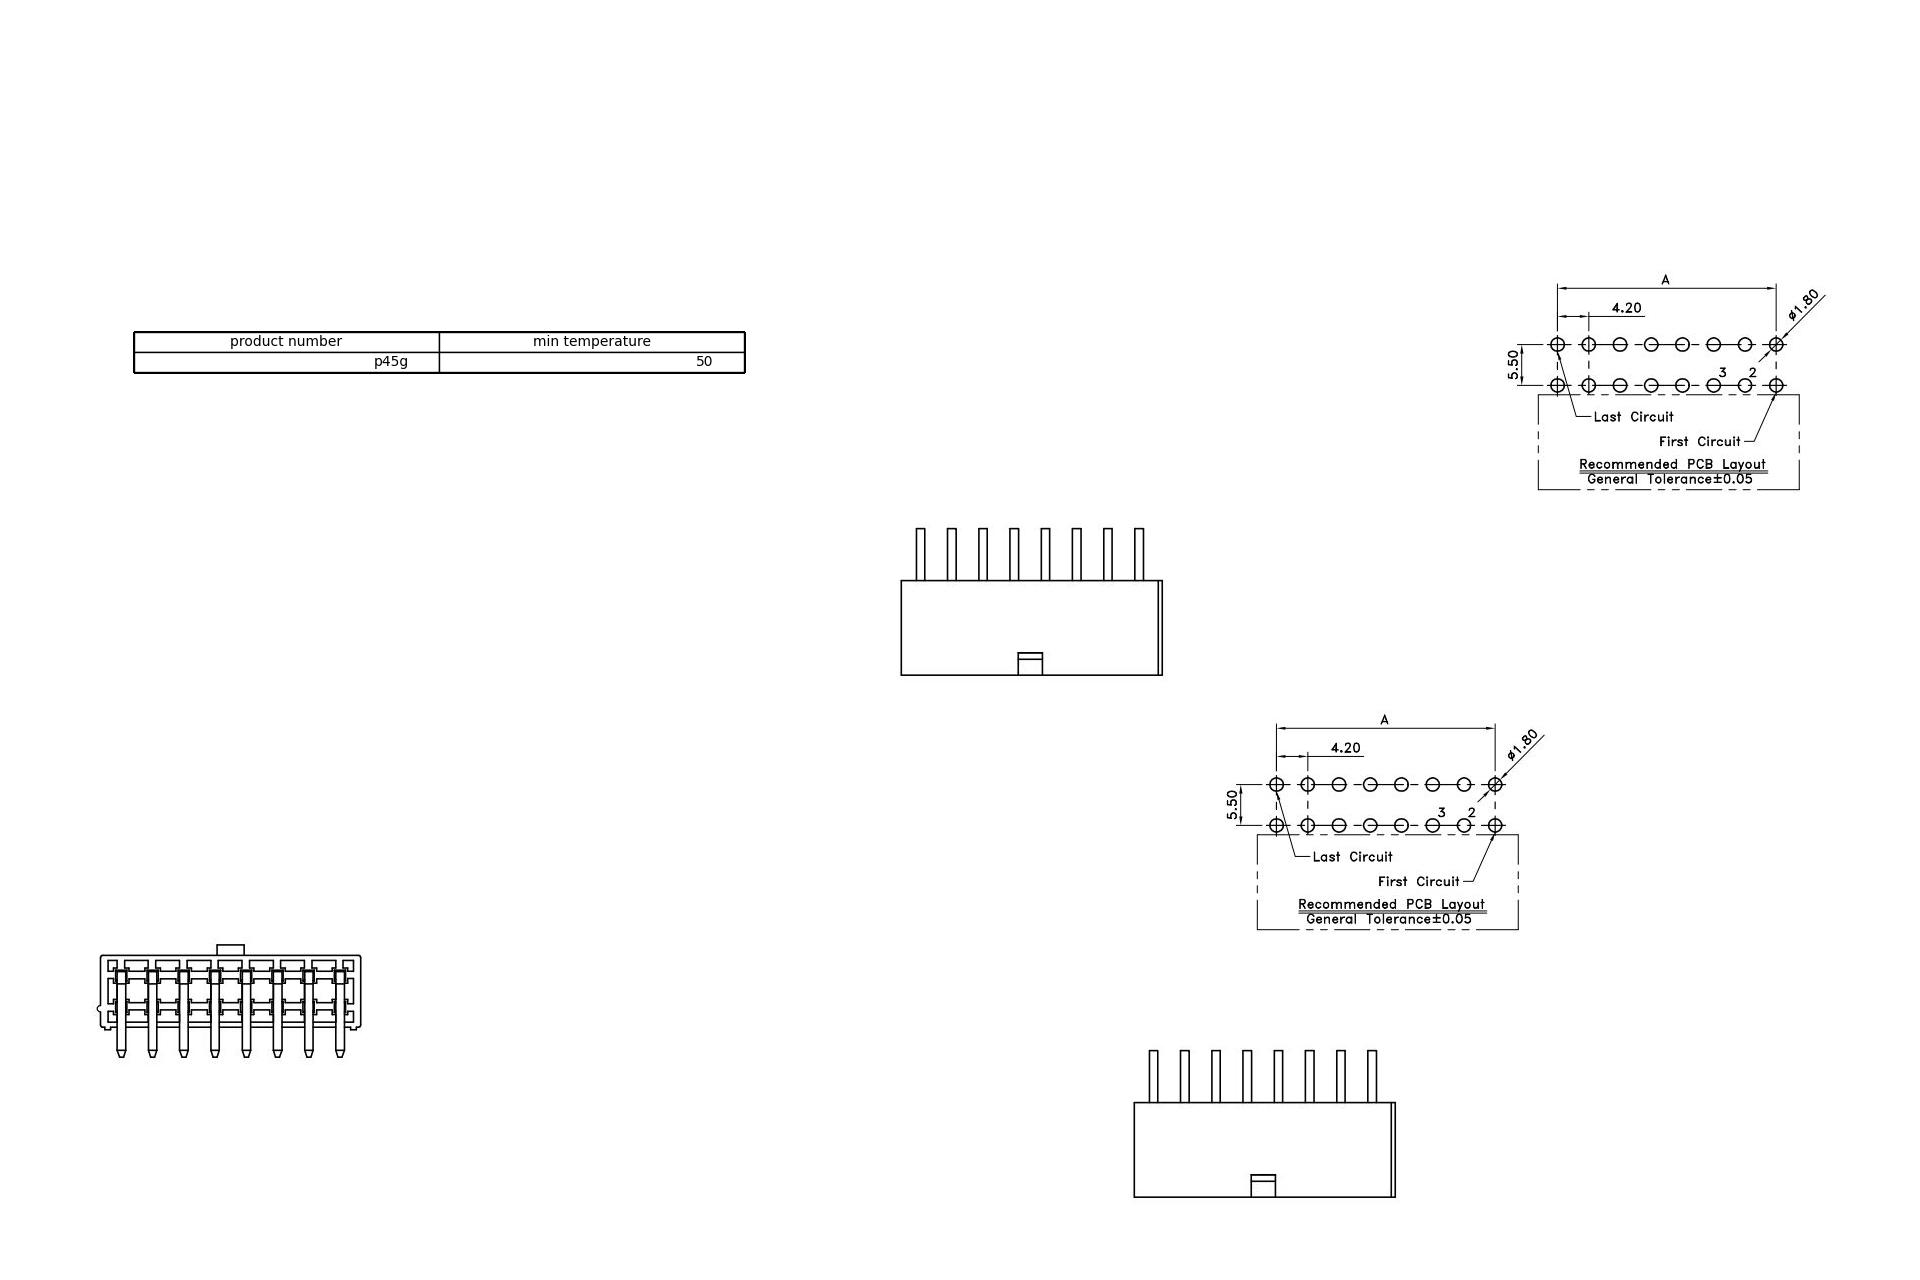 product number min temperature
p45g 50
A
4.20
ø1.80
5.50
3 2
Last Circuit
First Circuit
Recommended PCB Layout
General Tolerance±0.05
A
4.20
ø1.80
5.50
3 2
Last Circuit
First Circuit
Recommended PCB Layout
General Tolerance±0.05